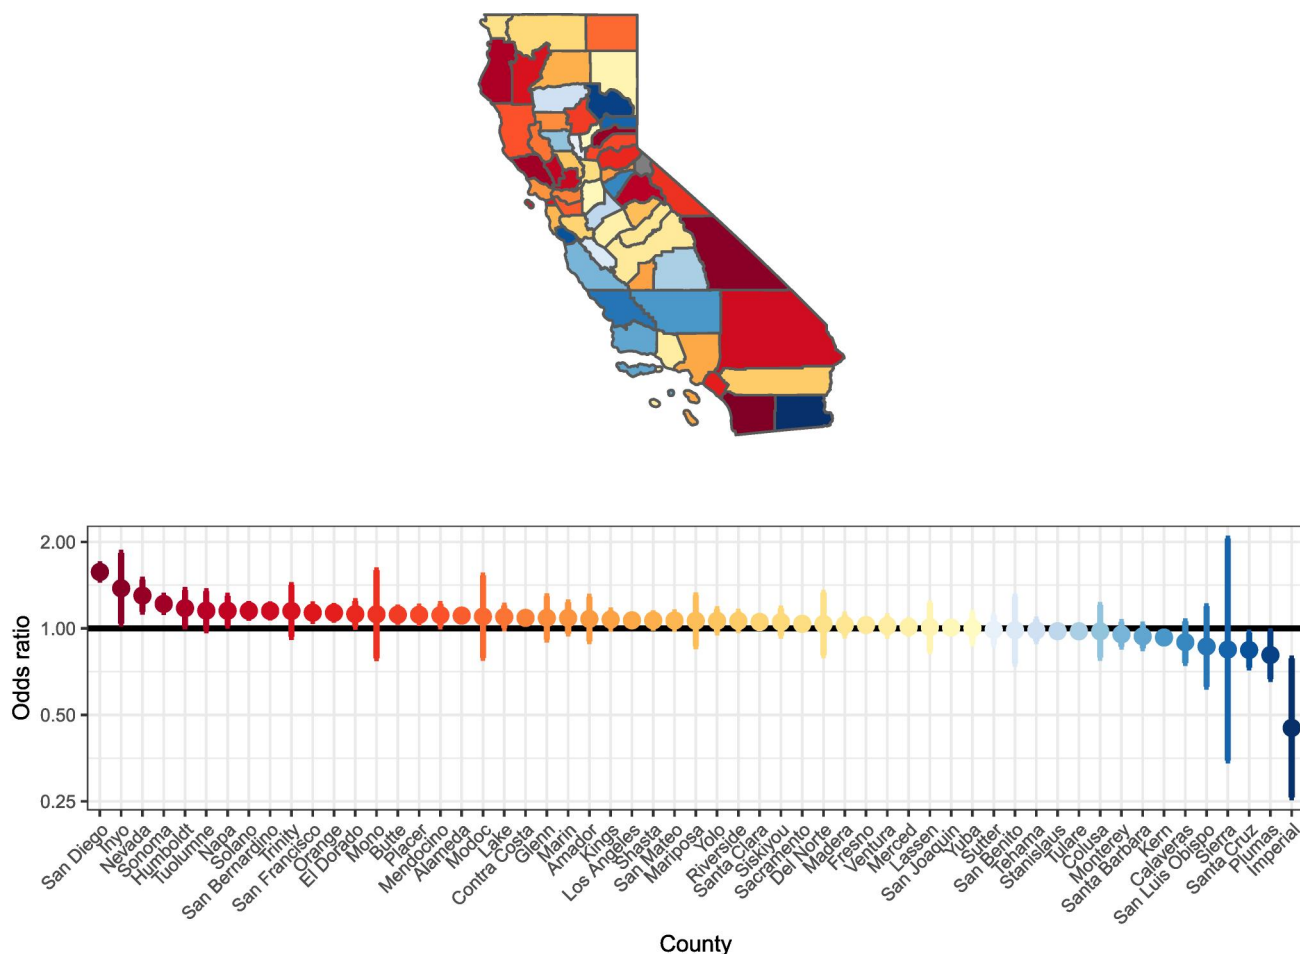 2.00
1.00
0.50
0.25
Odds ratio
San Diego
Inyo
Nevada
Sonoma
Humboldt
Tuolumne
Napa
Solano
San Bernardino
Trinity
San Francisco
Orange
El Dorado
Mono
Butte
Placer
Mendocino
Alameda
Modoc
Lake
Contra Costa
Glenn
Marin
Amador
Kings
Los Angeles
Shasta
San Mateo
Mariposa
Yolo
Riverside
Santa Clara
Siskiyou
Sacramento
Del Norte
Madera
Fresno
Ventura
Merced
Lassen
San Joaquin
Yuba
Sutter
San Benito
Tehama
Stanislaus
Tulare
Colusa
Monterey
Santa Barbara
Kern
Calaveras
San Luis Obispo
Sierra
Santa Cruz
Plumas
Imperial
County